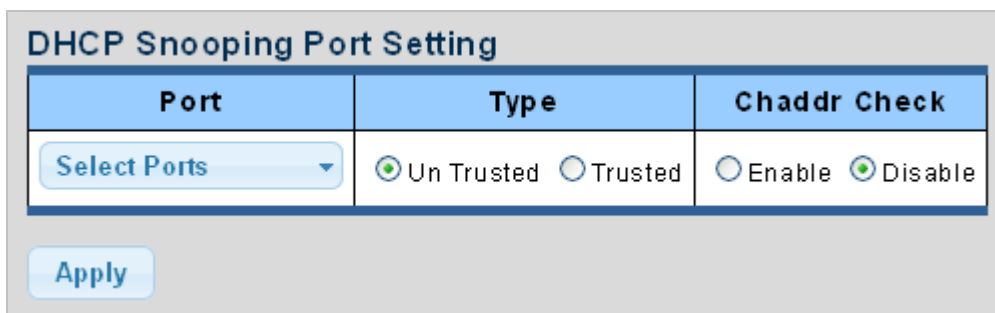 DHCP Snooping Port Setting
Port Type Chaddr Check
Select Ports Un Trusted Trusted Enable Disable
Apply